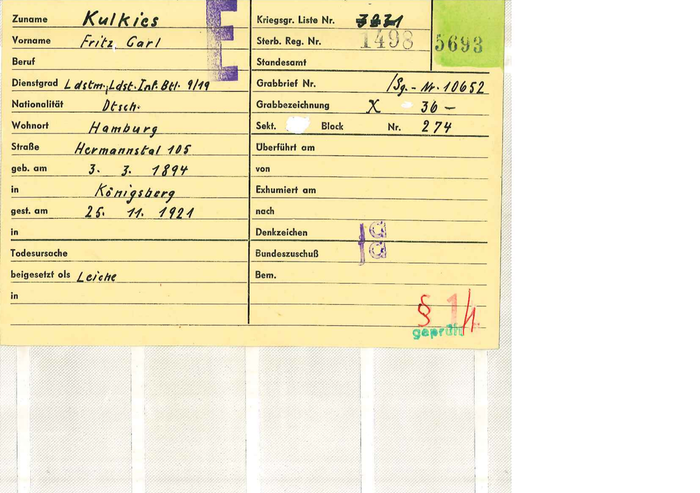 Zuname Kulkies
Vorname Fritz Carl
Beruf
Dienstgrad Ldstm., Ldst. Inf. Btl. 9/19
Nationalität Dtsch.
Wohnort Hamburg
Straße Hermannstal 105
geb. am 3. 3. 1894
in Königsberg
gest. am 25. 11. 1921
in
Todesursache
beigesetzt als Leiche
in
E
Kriegsgr. Liste Nr.
Sterb. Reg. Nr. 1498
5693
Standesamt
Grabbrief Nr. /Sg.-Nr. 10652
Grabbezeichnung X 36 -
Sekt. Block Nr. 274
Überführt am
von
Exhumiert am
nach
Denkzeichen
Bundeszuschuß
Bem.
§ 1/1
geprüft